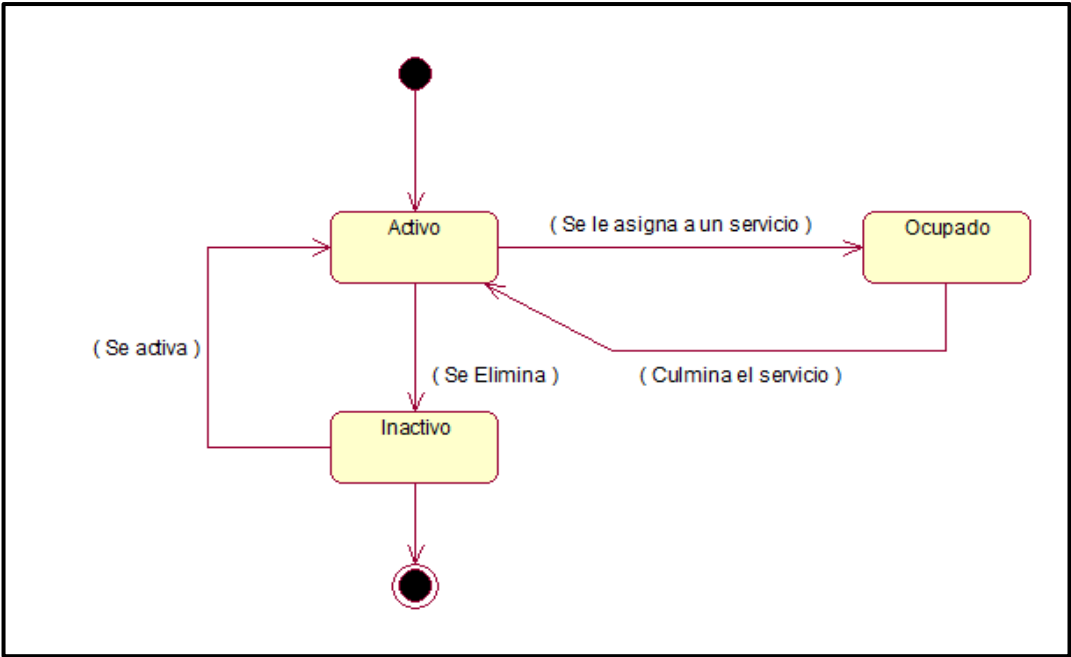 Activo
( Se le asigna a un servicio )
Ocupado
( Se activa )
( Se Elimina )
( Culmina el servicio )
Inactivo